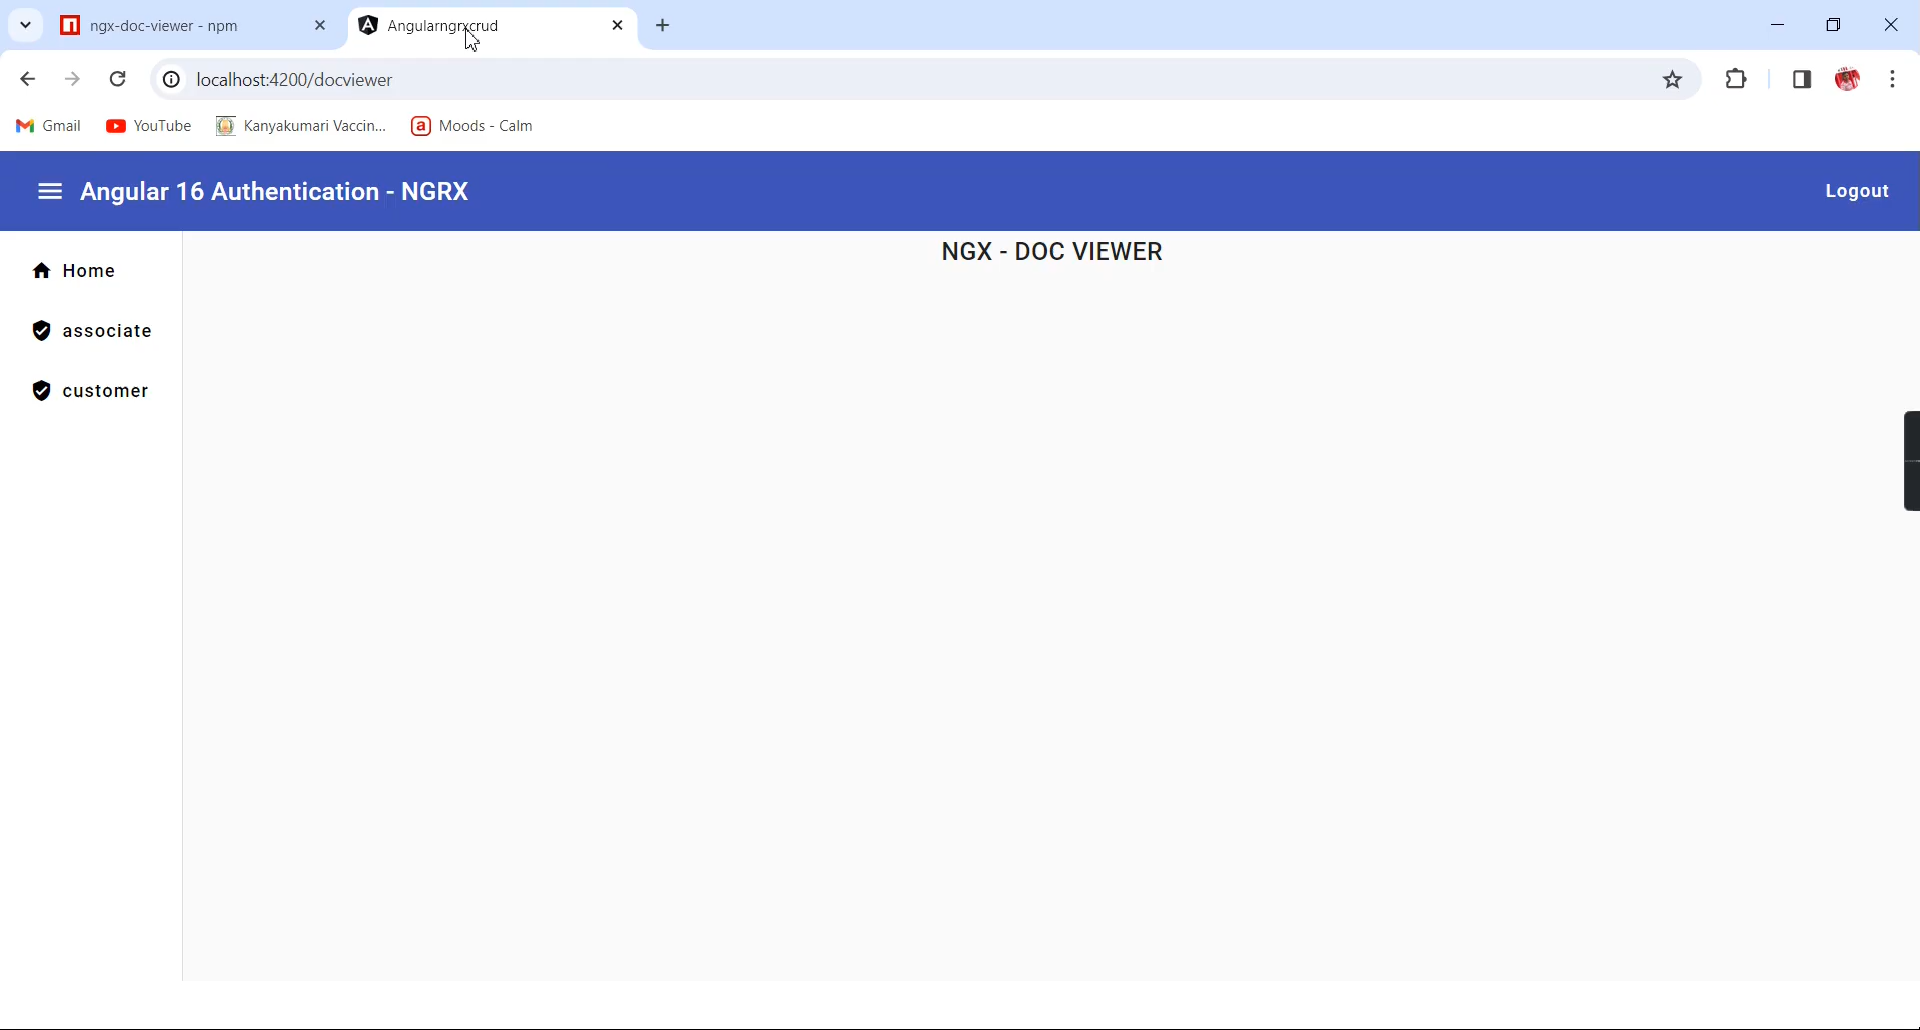 ngx-doc-viewer - npm
Angularngrxcrud
localhost:4200/docviewer
Gmail
YouTube
Kanyakumari Vaccin...
Moods - Calm
Angular 16 Authentication - NGRX
Logout
Home
NGX - DOC VIEWER
associate
customer